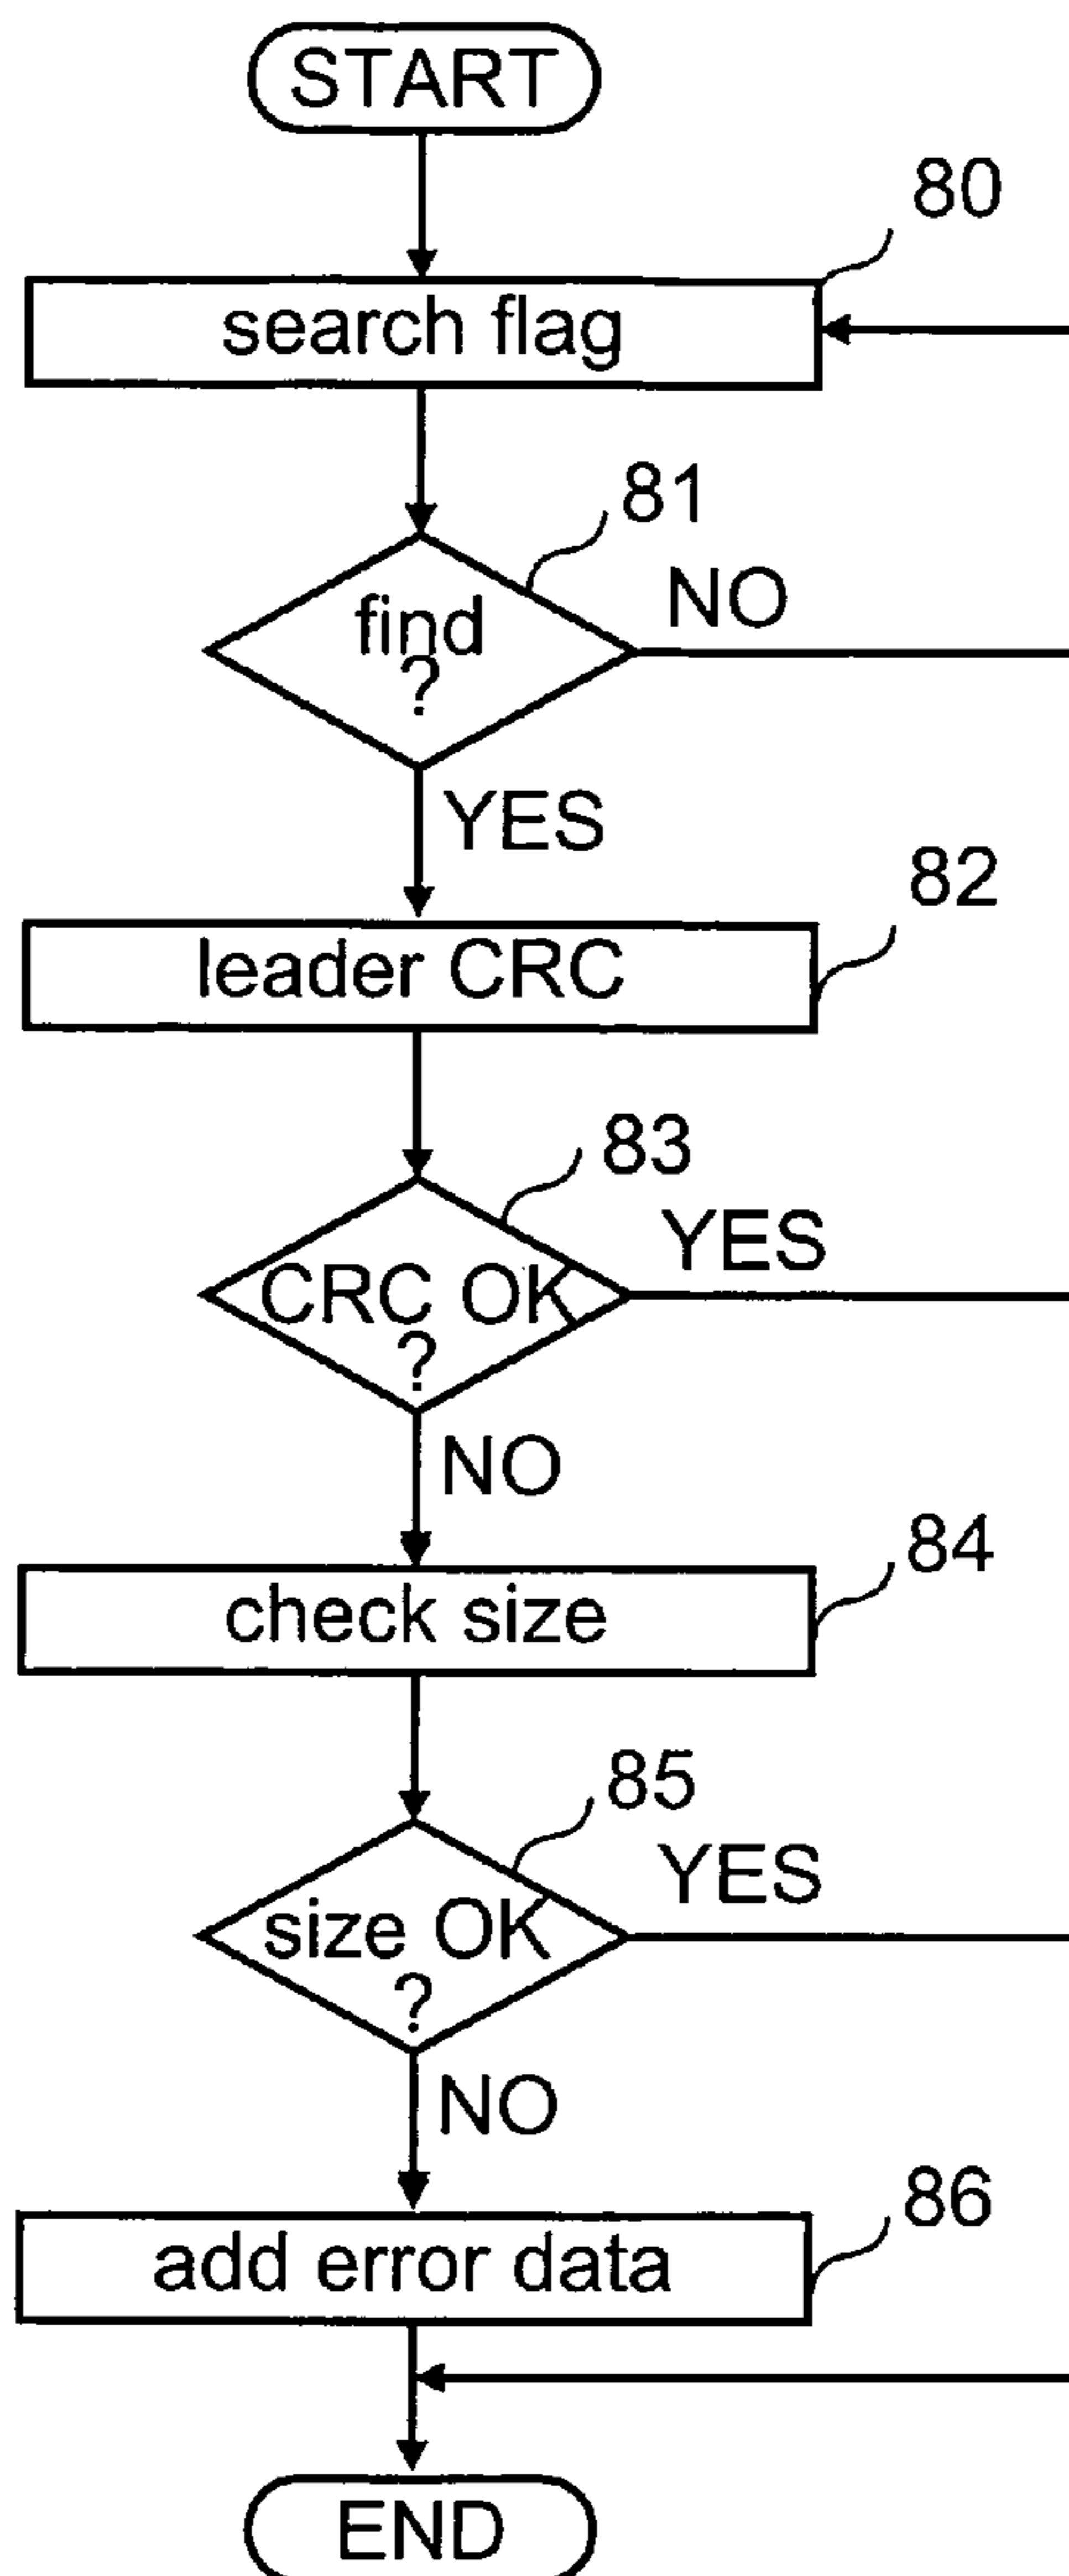 START
80
search flag
81
find
?
NO
YES
82
leader CRC
83
CRC OK
?
YES
NO
84
check size
85
size OK
?
YES
NO
86
add error data
END